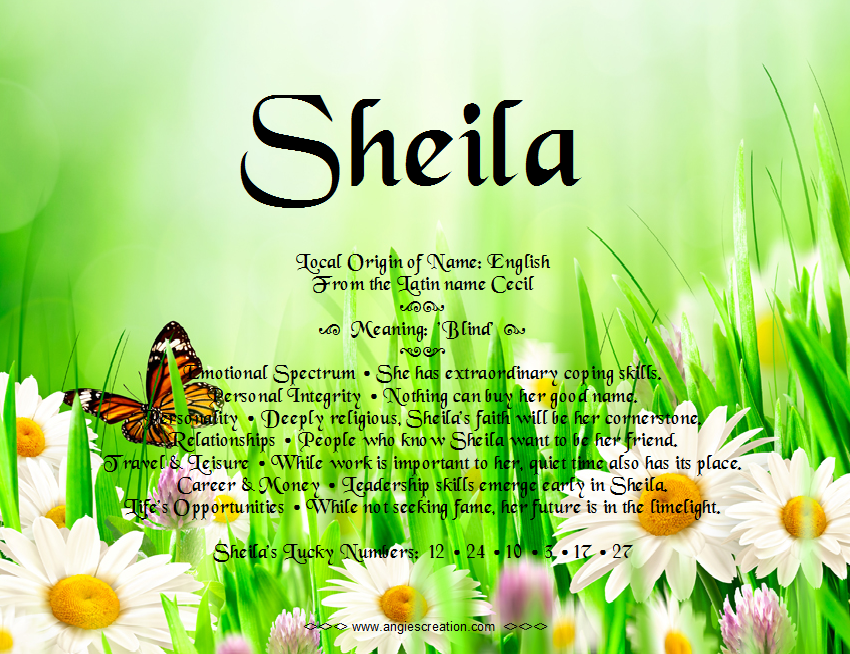 Sheila
Local Origin of Name: English
From the Latin name Cecil
Meaning: 'Blind'
Emotional Spectrum • She has extraordinary coping skills.
Personal Integrity • Nothing can buy her good name.
Personality • Deeply religious, Sheila's faith will be her cornerstone.
Relationships • People who know Sheila want to be her friend.
Travel & Leisure • While work is important to her, quiet time also has its place.
Career & Money • Leadership skills emerge early in Sheila.
Life's Opportunities • While not seeking fame, her future is in the limelight.
Sheila's Lucky Numbers: 12 • 24 • 10 • 3 • 17 • 27
www.angiescreation.com